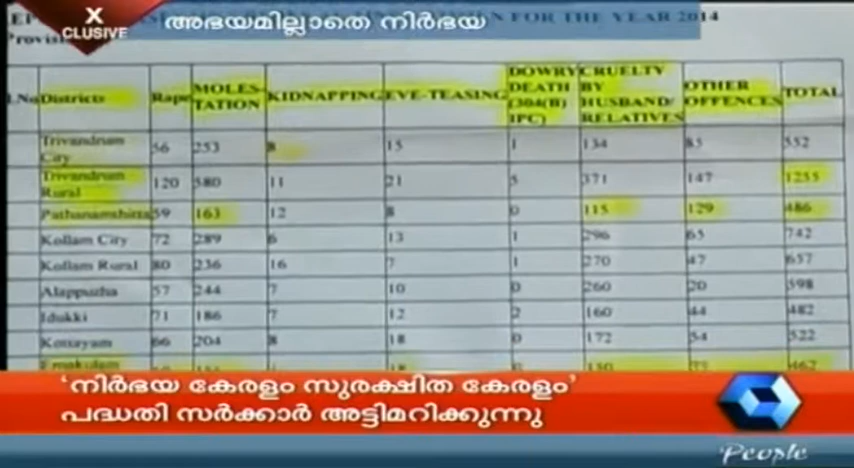 X
CLUSIVE
അഭയമില്ലാതെ നിർഭയ
FOR THE YEAR 2014
Districts Rape MOLES-TATION KIDNAPPING EVE-TEASING DOWRY DEATH (304(B) IPC) CRUELTY BY HUSBAND/ RELATIVES OTHER OFFENCES TOTAL
Trivandrum City 56 253 8 15 1 134 85 552
Trivandrum Rural 120 580 11 21 5 371 147 1255
Pathanamthitta 59 163 12 8 0 115 129 486
Kollam City 72 289 6 13 1 296 65 742
Kollam Rural 80 236 16 7 1 270 47 657
Alappuzha 57 244 7 10 0 260 20 598
Idukki 71 186 7 12 2 160 44 482
Kottayam 66 204 8 18 0 172 54 522
Ernakulam 462
'നിർഭയ കേരളം സുരക്ഷിത കേരളം'
പദ്ധതി സർക്കാർ അട്ടിമറിക്കുന്നു
People